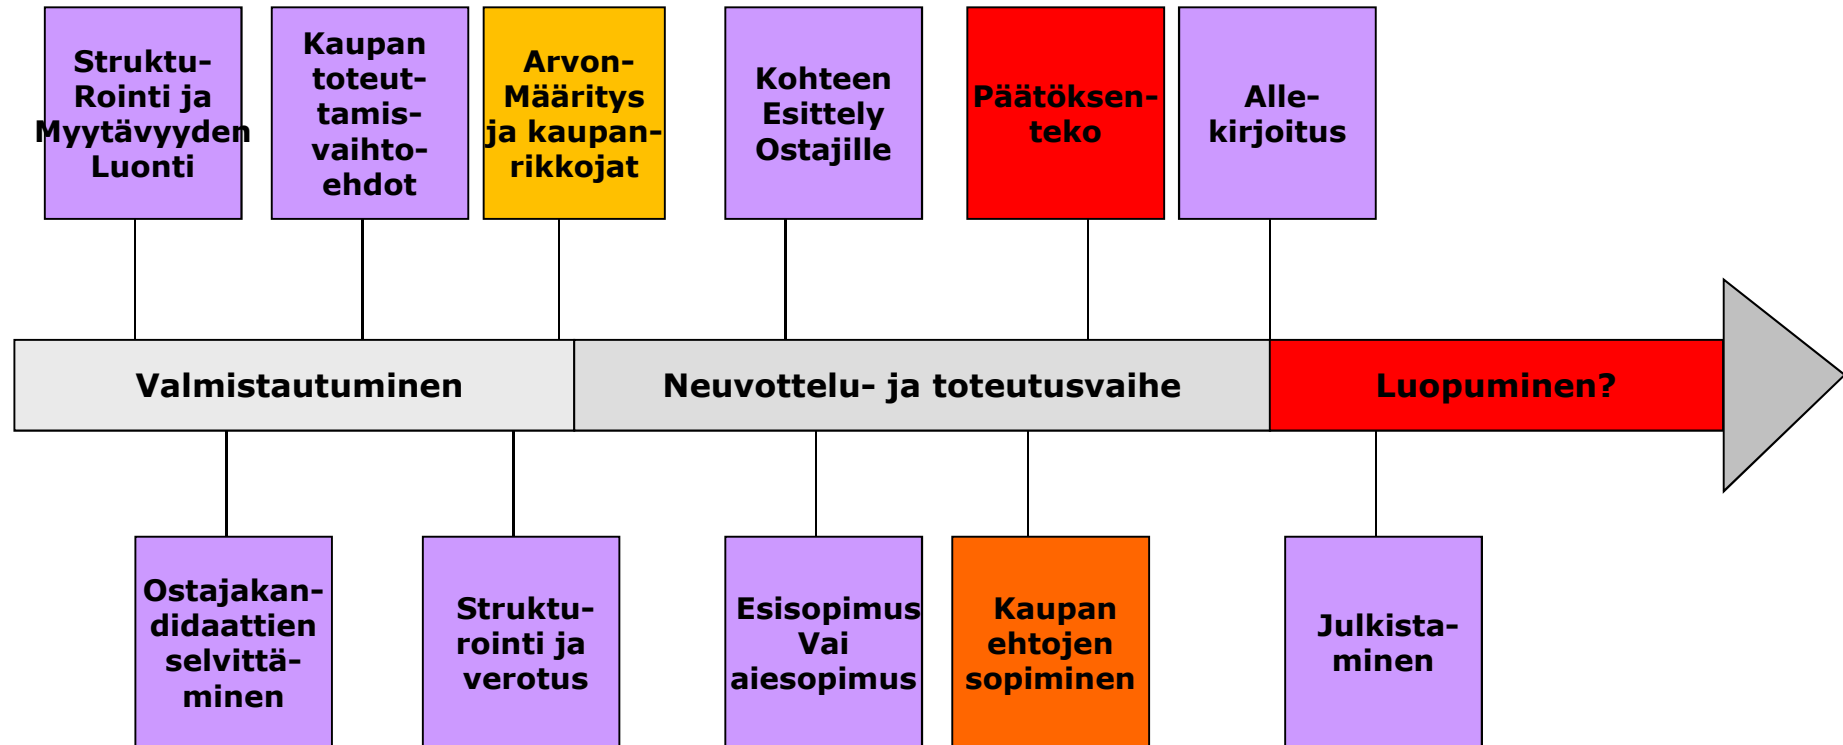 Struktu-
Rointi ja
Myytävyyden
Luonti
Kaupan
toteut-
tamis-
vaihto-
ehdot
Arvon-
Määritys
ja kaupan-
rikkojat
Kohteen
Esittely
Ostajille
Päätöksen-
teko
Alle-
kirjoitus
Valmistautuminen
Neuvottelu- ja toteutusvaihe
Luopuminen?
Ostajakan-
didaattien
selvittä-
minen
Struktu-
rointi ja
verotus
Esisopimus
Vai
aiesopimus
Kaupan
ehtojen
sopiminen
Julkista-
minen